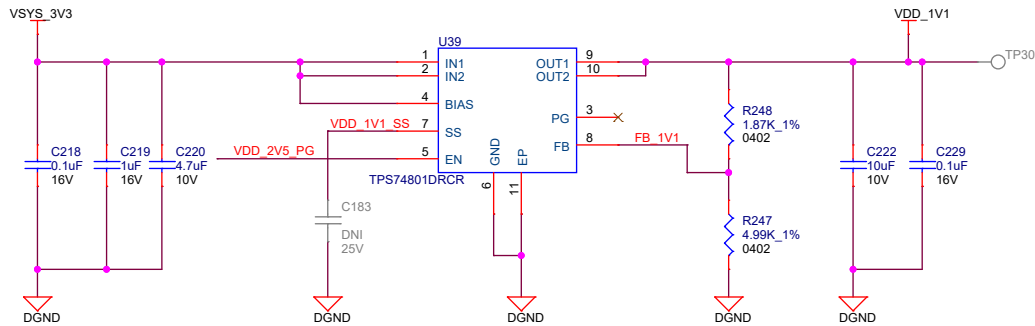 VSYS_3V3
VDD_1V1
U39
TP30
1
IN1
OUT1
9
2
IN2
OUT2
10
4
BIAS
PG
3
7
SS
VDD_1V1_SS
8
FB
FB_1V1
5
EN
VDD_2V5_PG
GND
EP
6
11
TPS74801DRCR
R248
1.87K_1%
0402
C218
0.1uF
16V
C219
1uF
16V
C220
4.7uF
10V
C222
10uF
10V
C229
0.1uF
16V
C183
DNI
25V
R247
4.99K_1%
0402
DGND
DGND
DGND
DGND
DGND